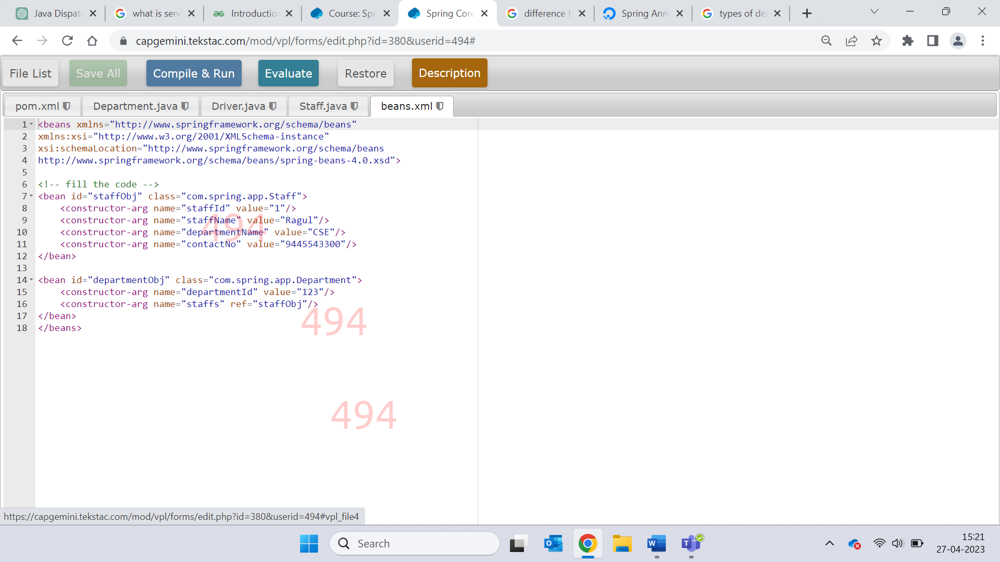 Java Dispat
what is serv
Introduction
Course: Spr
Spring Core
difference b
Spring Ann
types of de
capgemini.tekstac.com/mod/vpl/forms/edit.php?id=380&userid=494#
File List
Save All
Compile & Run
Evaluate
Restore
Description
pom.xml
Department.java
Driver.java
Staff.java
beans.xml
1 <beans xmlns="http://www.springframework.org/schema/beans"
2 xmlns:xsi="http://www.w3.org/2001/XMLSchema-instance"
3 xsi:schemaLocation="http://www.springframework.org/schema/beans
4 http://www.springframework.org/schema/beans/spring-beans-4.0.xsd">
5
6 <!-- fill the code -->
7 <bean id="staffObj" class="com.spring.app.Staff">
8 <constructor-arg name="staffId" value="1"/>
9 <constructor-arg name="staffName" value="Ragul"/>
10 <constructor-arg name="departmentName" value="CSE"/>
11 <constructor-arg name="contactNo" value="9445543300"/>
12 </bean>
13
14 <bean id="departmentObj" class="com.spring.app.Department">
15 <constructor-arg name="departmentId" value="123"/>
16 <constructor-arg name="staffs" ref="staffObj"/>
17 </bean>
18 </beans>
494
494
494
https://capgemini.tekstac.com/mod/vpl/forms/edit.php?id=380&userid=494#vpl_file4
Search
15:21
27-04-2023